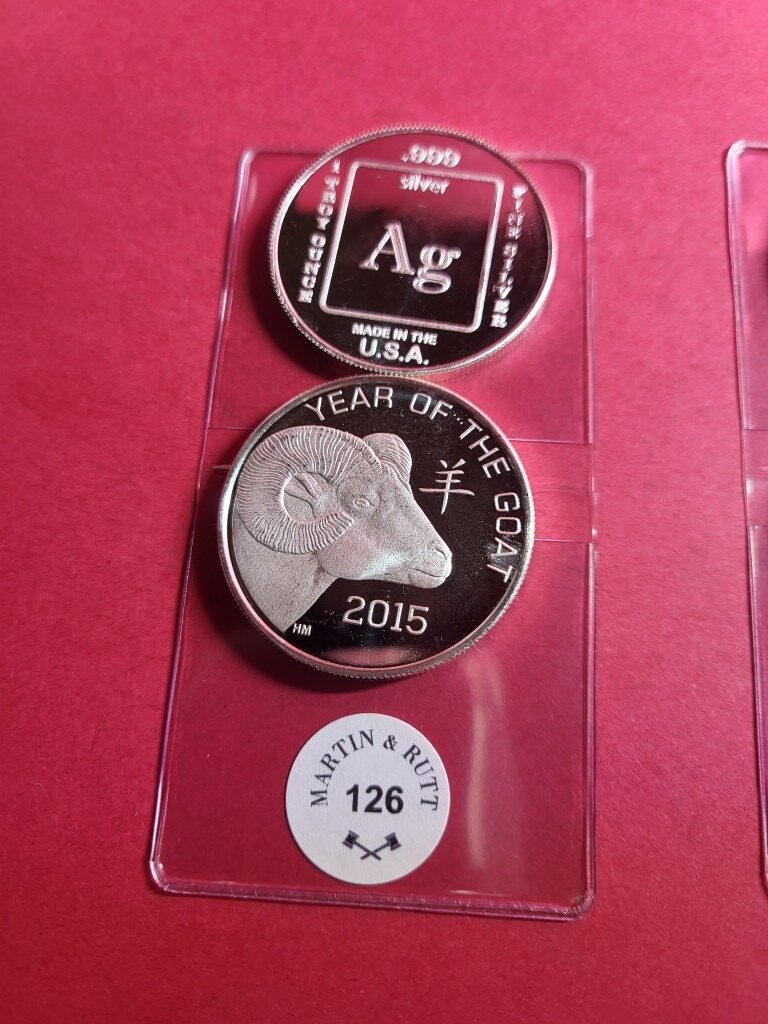 .999
silver
1 TROY OUNCE
Ag
FINE SILVER
MADE IN THE
U.S.A.
YEAR OF THE GOAT
羊
2015
HM
MARTIN & RUTT
126